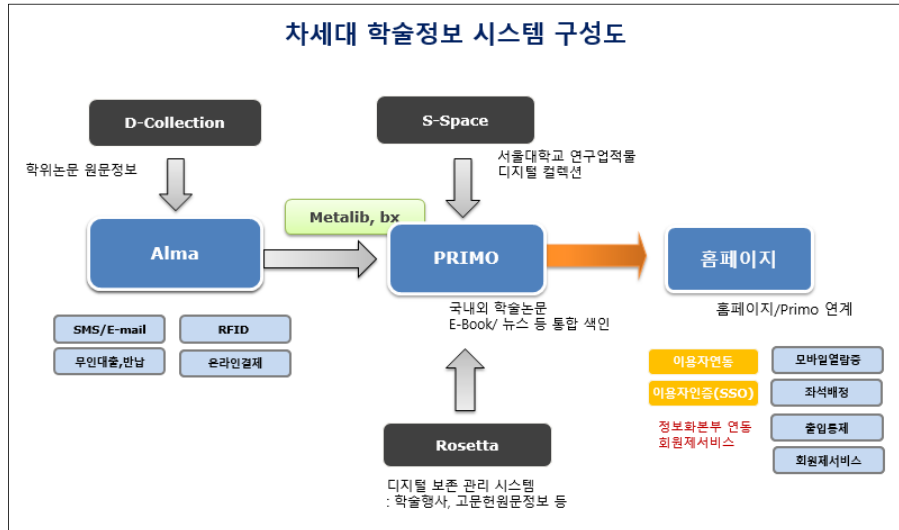 차세대 학술정보 시스템 구성도
D-Collection
S-Space
학위논문 원문정보
서울대학교 연구업적물
디지털 컬렉션
Metalib, bx
Alma
PRIMO
홈페이지
국내외 학술논문
E-Book/ 뉴스 등 통합 색인
홈페이지/Primo 연계
SMS/E-mail
RFID
무인대출,반납
온라인결제
이용자연동
모바일열람증
이용자인증(SSO)
좌석배정
정보화본부 연동
회원제서비스
출입통제
회원제서비스
Rosetta
디지털 보존 관리 시스템
: 학술행사, 고문헌원문정보 등